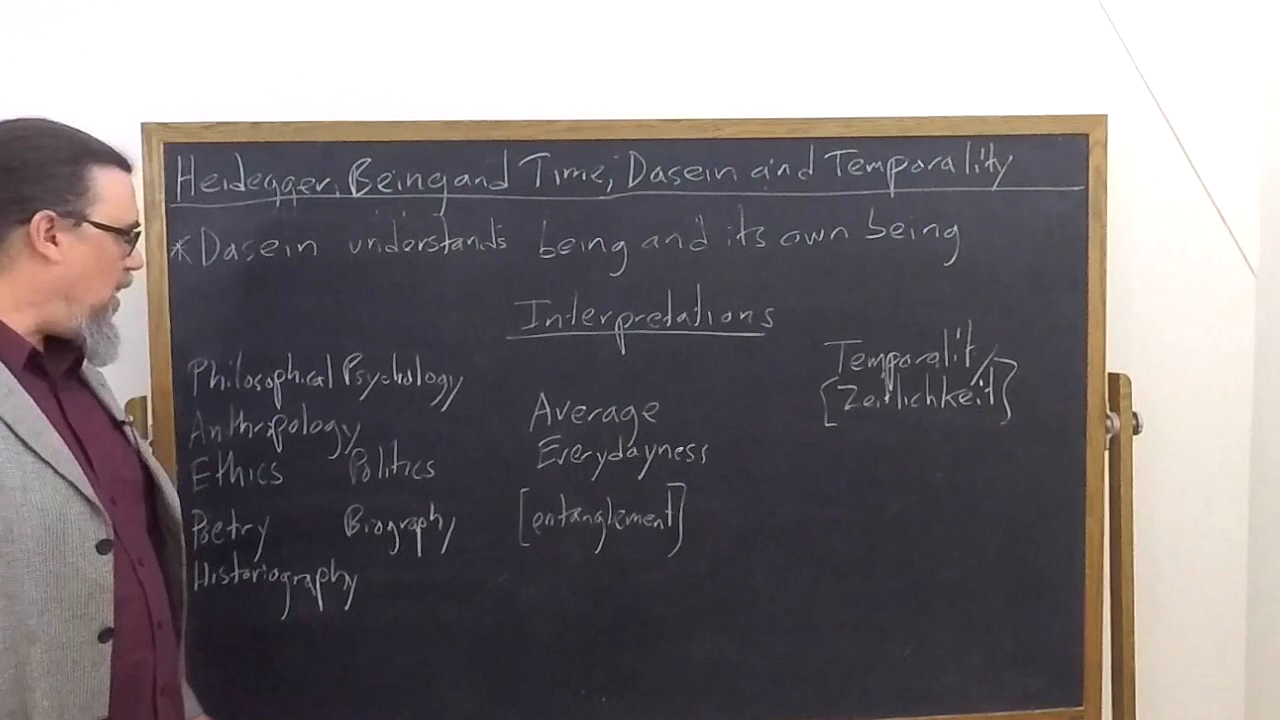 Heidegger, Being and Time, Dasein and Temporality
*Dasein understands being and its own being
Interpretations
Philosophical Psychology
Anthropology
Ethics Politics
Poetry Biography
Historiography
Average
Everydayness
[entanglement]
Temporality
[Zeitlichkeit]